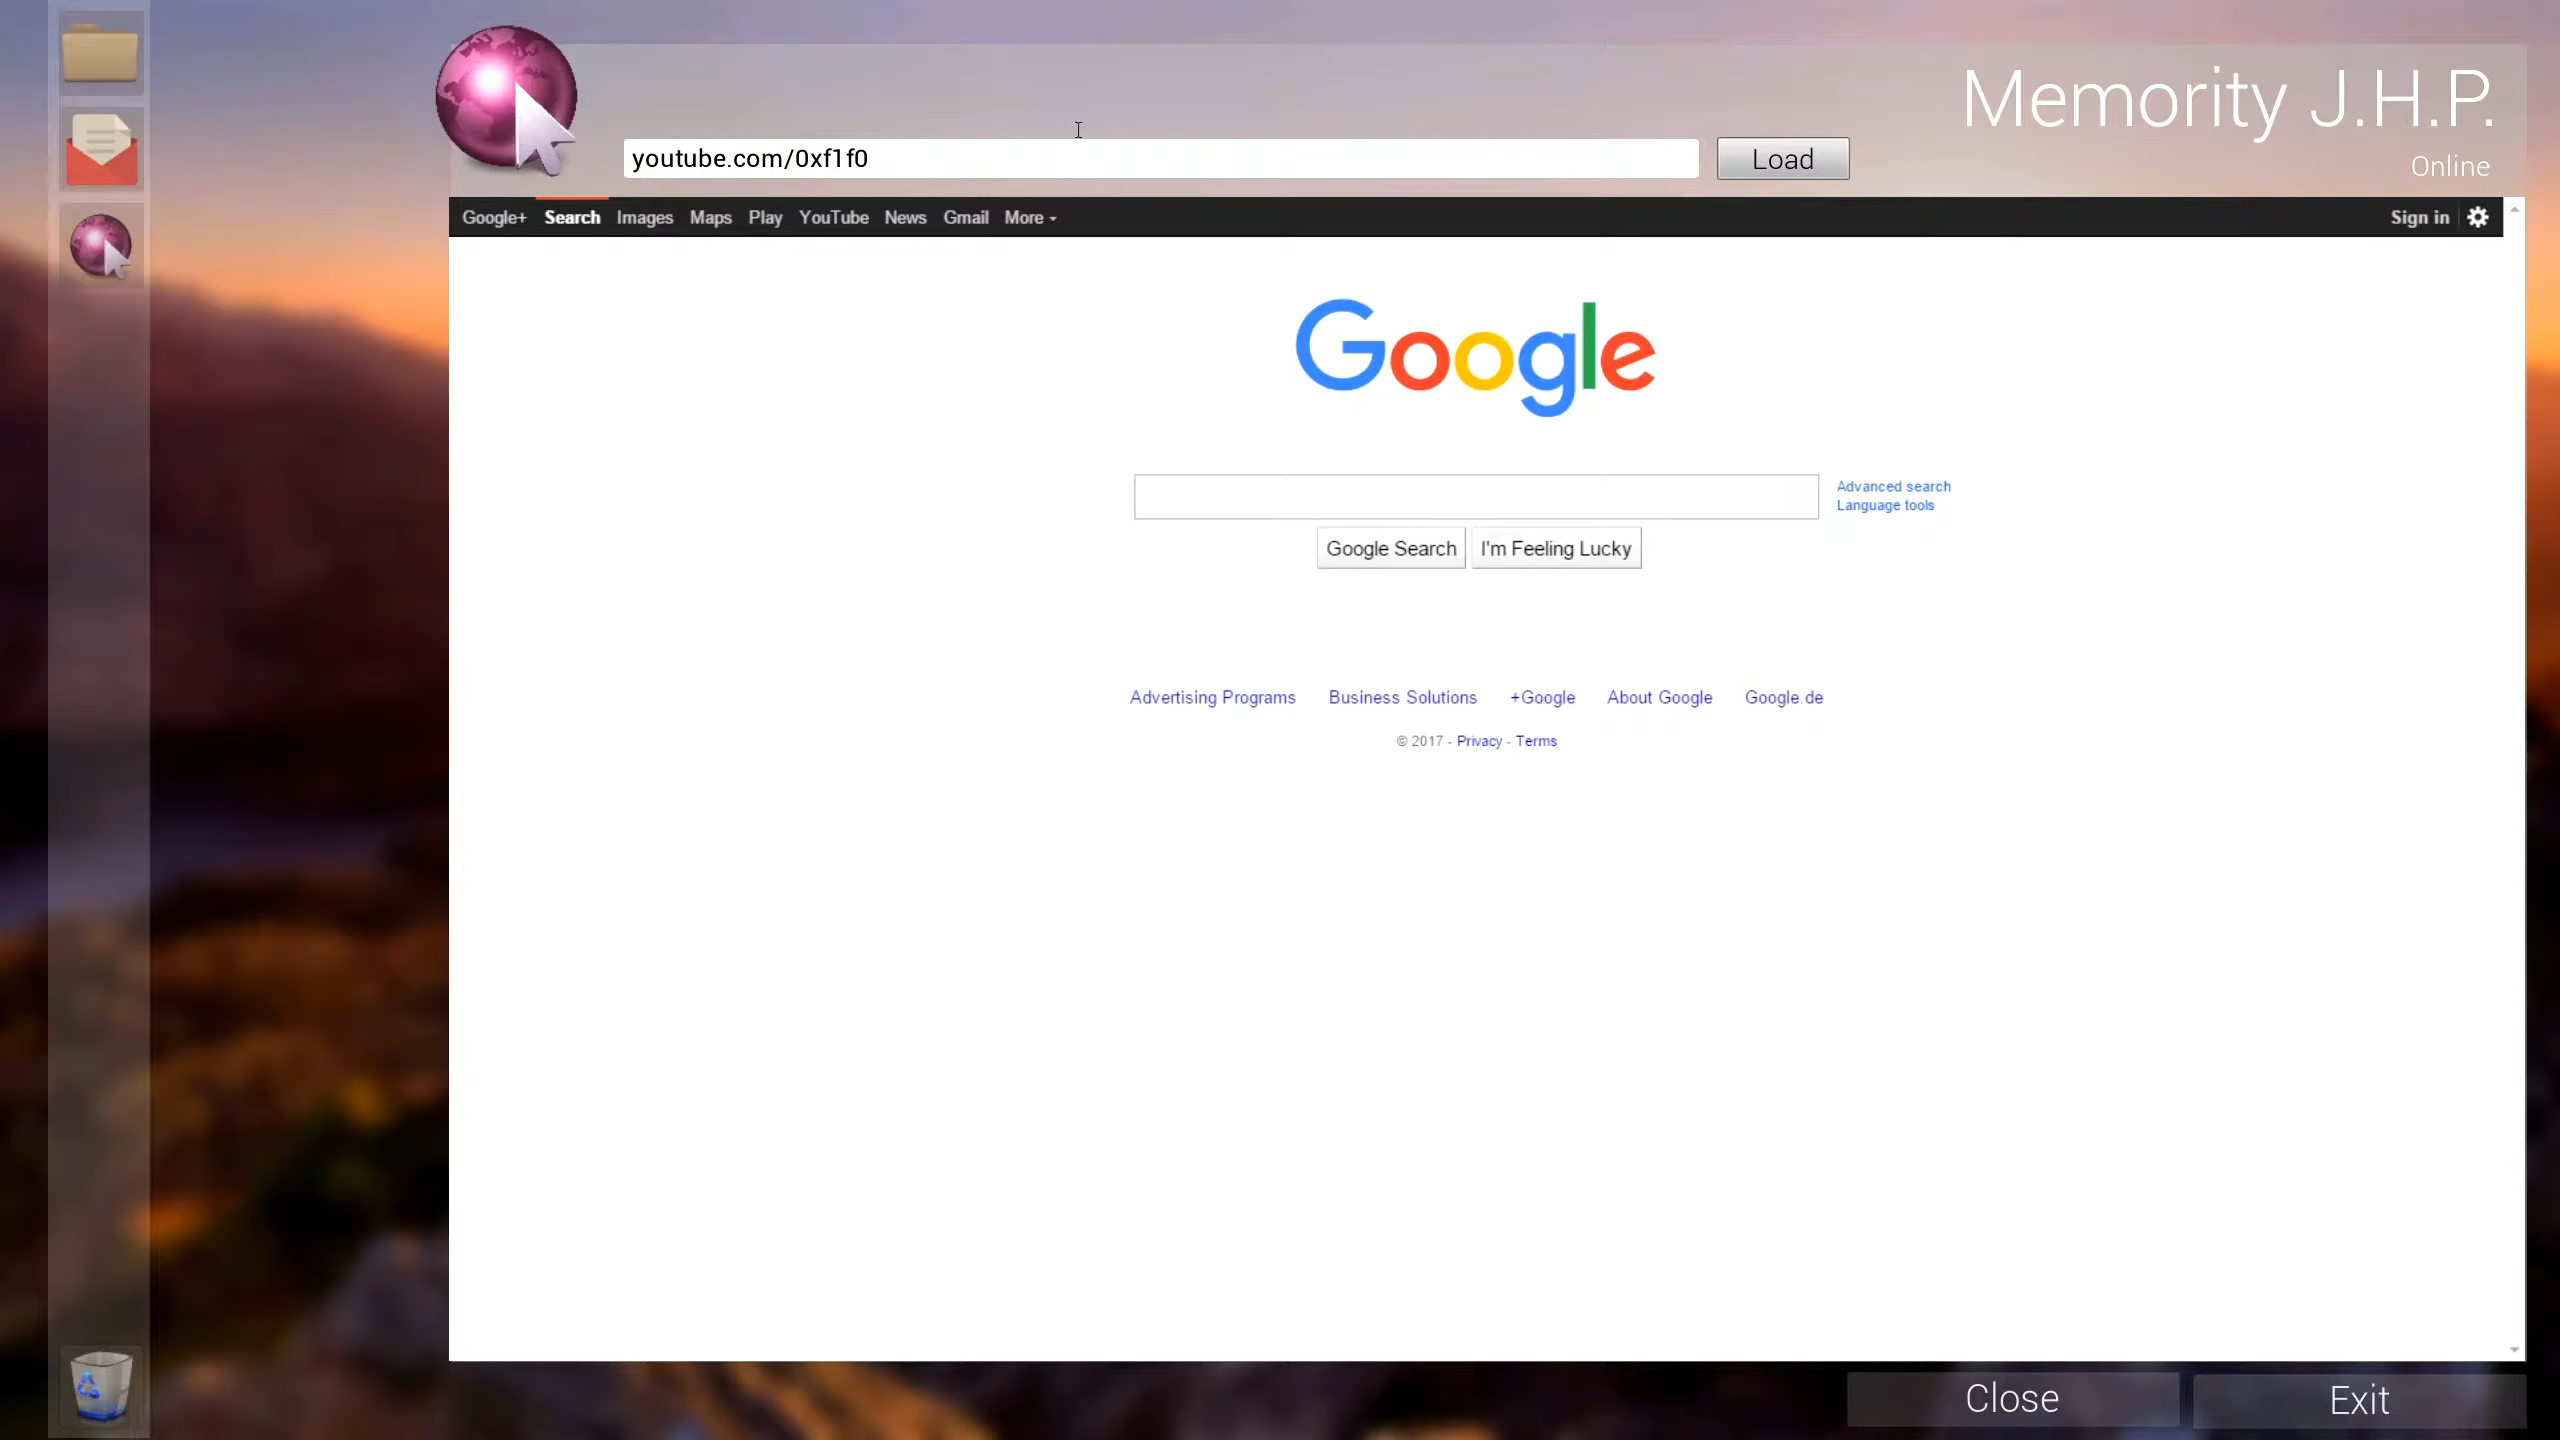 Memority J.H.P.
youtube.com/0xf1f0
Load
Online
Google+ Search Images Maps Play YouTube News Gmail More
Sign in
Google
Advanced search
Language tools
Google Search
I'm Feeling Lucky
Advertising Programs Business Solutions +Google About Google Google.de
© 2017 - Privacy - Terms
Close
Exit